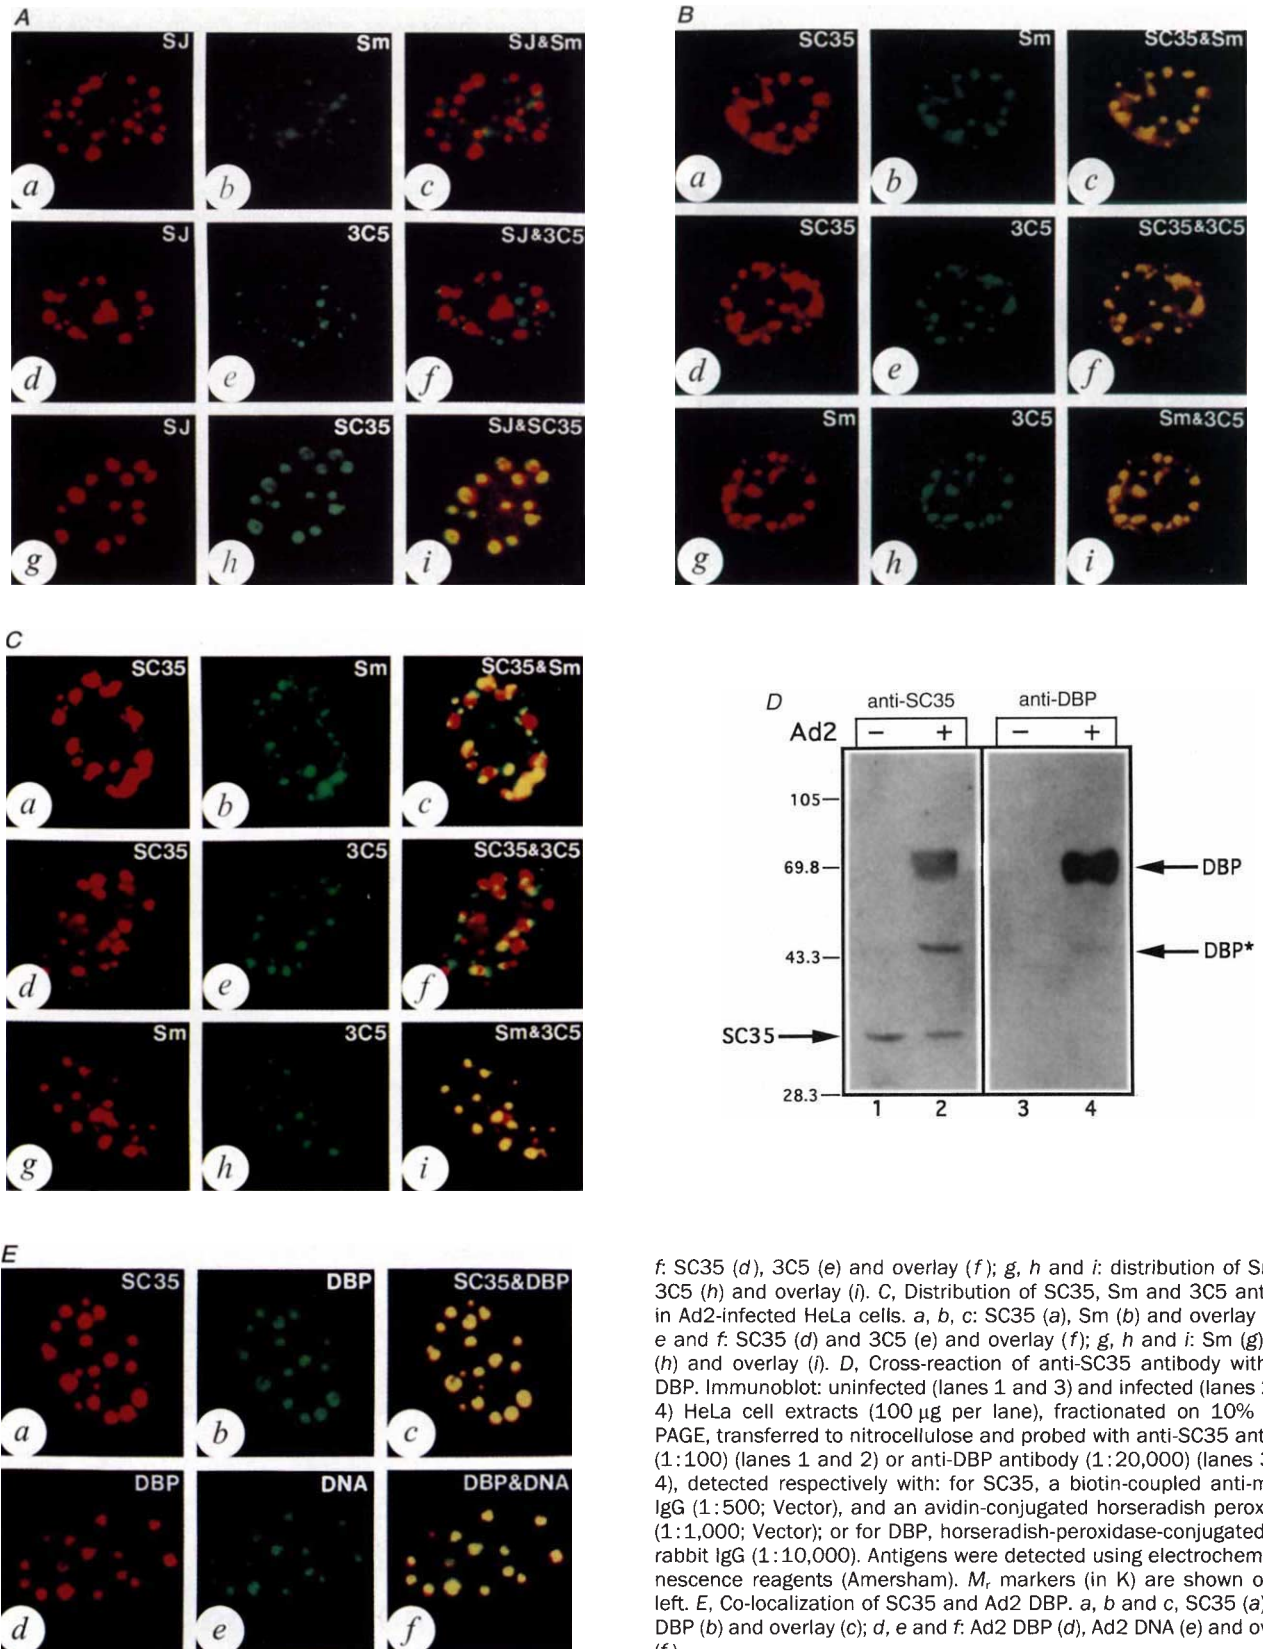 A
SJ Sm SJ&Sm
a b c
SJ 3C5 SJ&3C5
d e f
SJ SC35 SJ&SC35
g h i
B
SC35 Sm SC35&Sm
a b c
SC35 3C5 SC35&3C5
d e f
Sm 3C5 Sm&3C5
g h i
C
SC35 Sm SC35&Sm
a b c
SC35 3C5 SC35&3C5
d e f
Sm 3C5 Sm&3C5
g h i
D anti-SC35 anti-DBP
Ad2 − + − +
105
69.8 DBP
43.3 DBP*
SC35
28.3
1 2 3 4
E
SC35 DBP SC35&DBP
a b c
DBP DNA DBP&DNA
d e f
f: SC35 (d), 3C5 (e) and overlay (f); g, h and i: distribution of
3C5 (h) and overlay (i). C, Distribution of SC35, Sm and 3C5 ant
in Ad2-infected HeLa cells. a, b, c: SC35 (a), Sm (b) and overlay
e and f: SC35 (d) and 3C5 (e) and overlay (f); g, h and i: Sm (g)
(h) and overlay (i). D, Cross-reaction of anti-SC35 antibody with
DBP. Immunoblot: uninfected (lanes 1 and 3) and infected (lanes
4) HeLa cell extracts (100 µg per lane), fractionated on 10%
PAGE, transferred to nitrocellulose and probed with anti-SC35 ant
(1:100) (lanes 1 and 2) or anti-DBP antibody (1:20,000) (lanes
4), detected respectively with: for SC35, a biotin-coupled anti-m
IgG (1:500; Vector), and an avidin-conjugated horseradish perox
(1:1,000; Vector); or for DBP, horseradish-peroxidase-conjugated
rabbit IgG (1:10,000). Antigens were detected using electrochem
nescence reagents (Amersham). Mr markers (in K) are shown o
left. E, Co-localization of SC35 and Ad2 DBP. a, b and c, SC35 (a)
DBP (b) and overlay (c); d, e and f: Ad2 DBP (d), Ad2 DNA (e) and ov